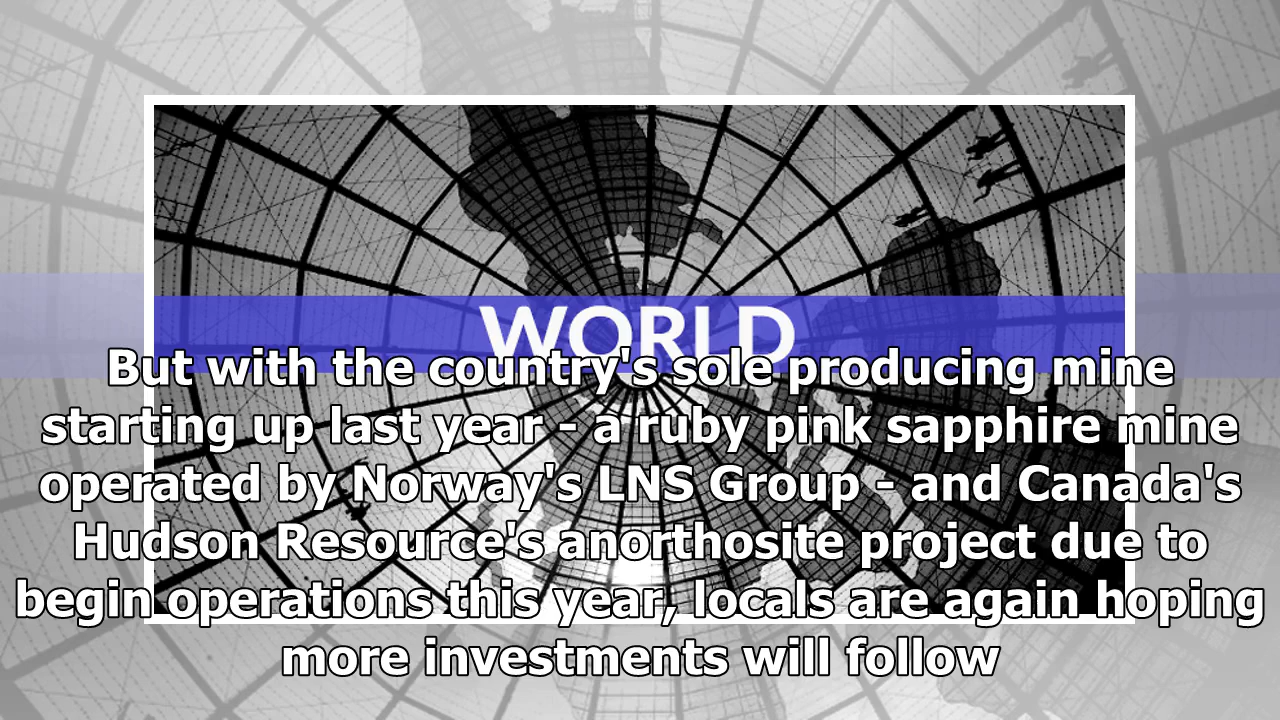 WORLD
But with the country's sole producing mine
starting up last year - a ruby pink sapphire mine
operated by Norway's LNS Group - and Canada's
Hudson Resource's anorthosite project due to
begin operations this year, locals are again hoping
more investments will follow